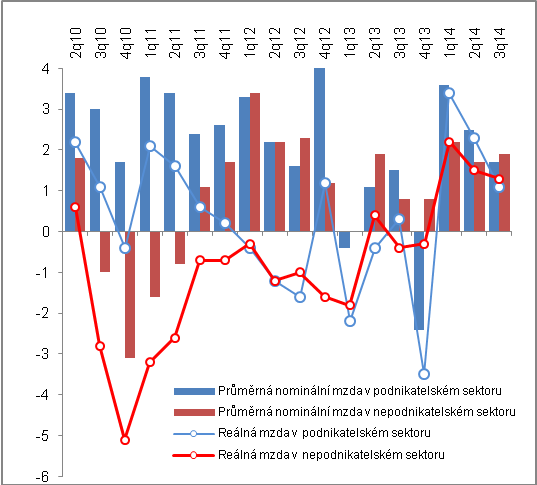 2q10 3q10 4q10 1q11 2q11 3q11 4q11 1q12 2q12 3q12 4q12 1q13 2q13 3q13 4q13 1q14 2q14 3q14
4
3
2
1
0
-1
-2
-3
-4
-5
-6
Průměrná nominální mzda v podnikatelském sektoru
Průměrná nominální mzda v nepodnikatelském sektoru
Reálná mzda v podnikatelském sektoru
Reálná mzda v nepodnikatelském sektoru